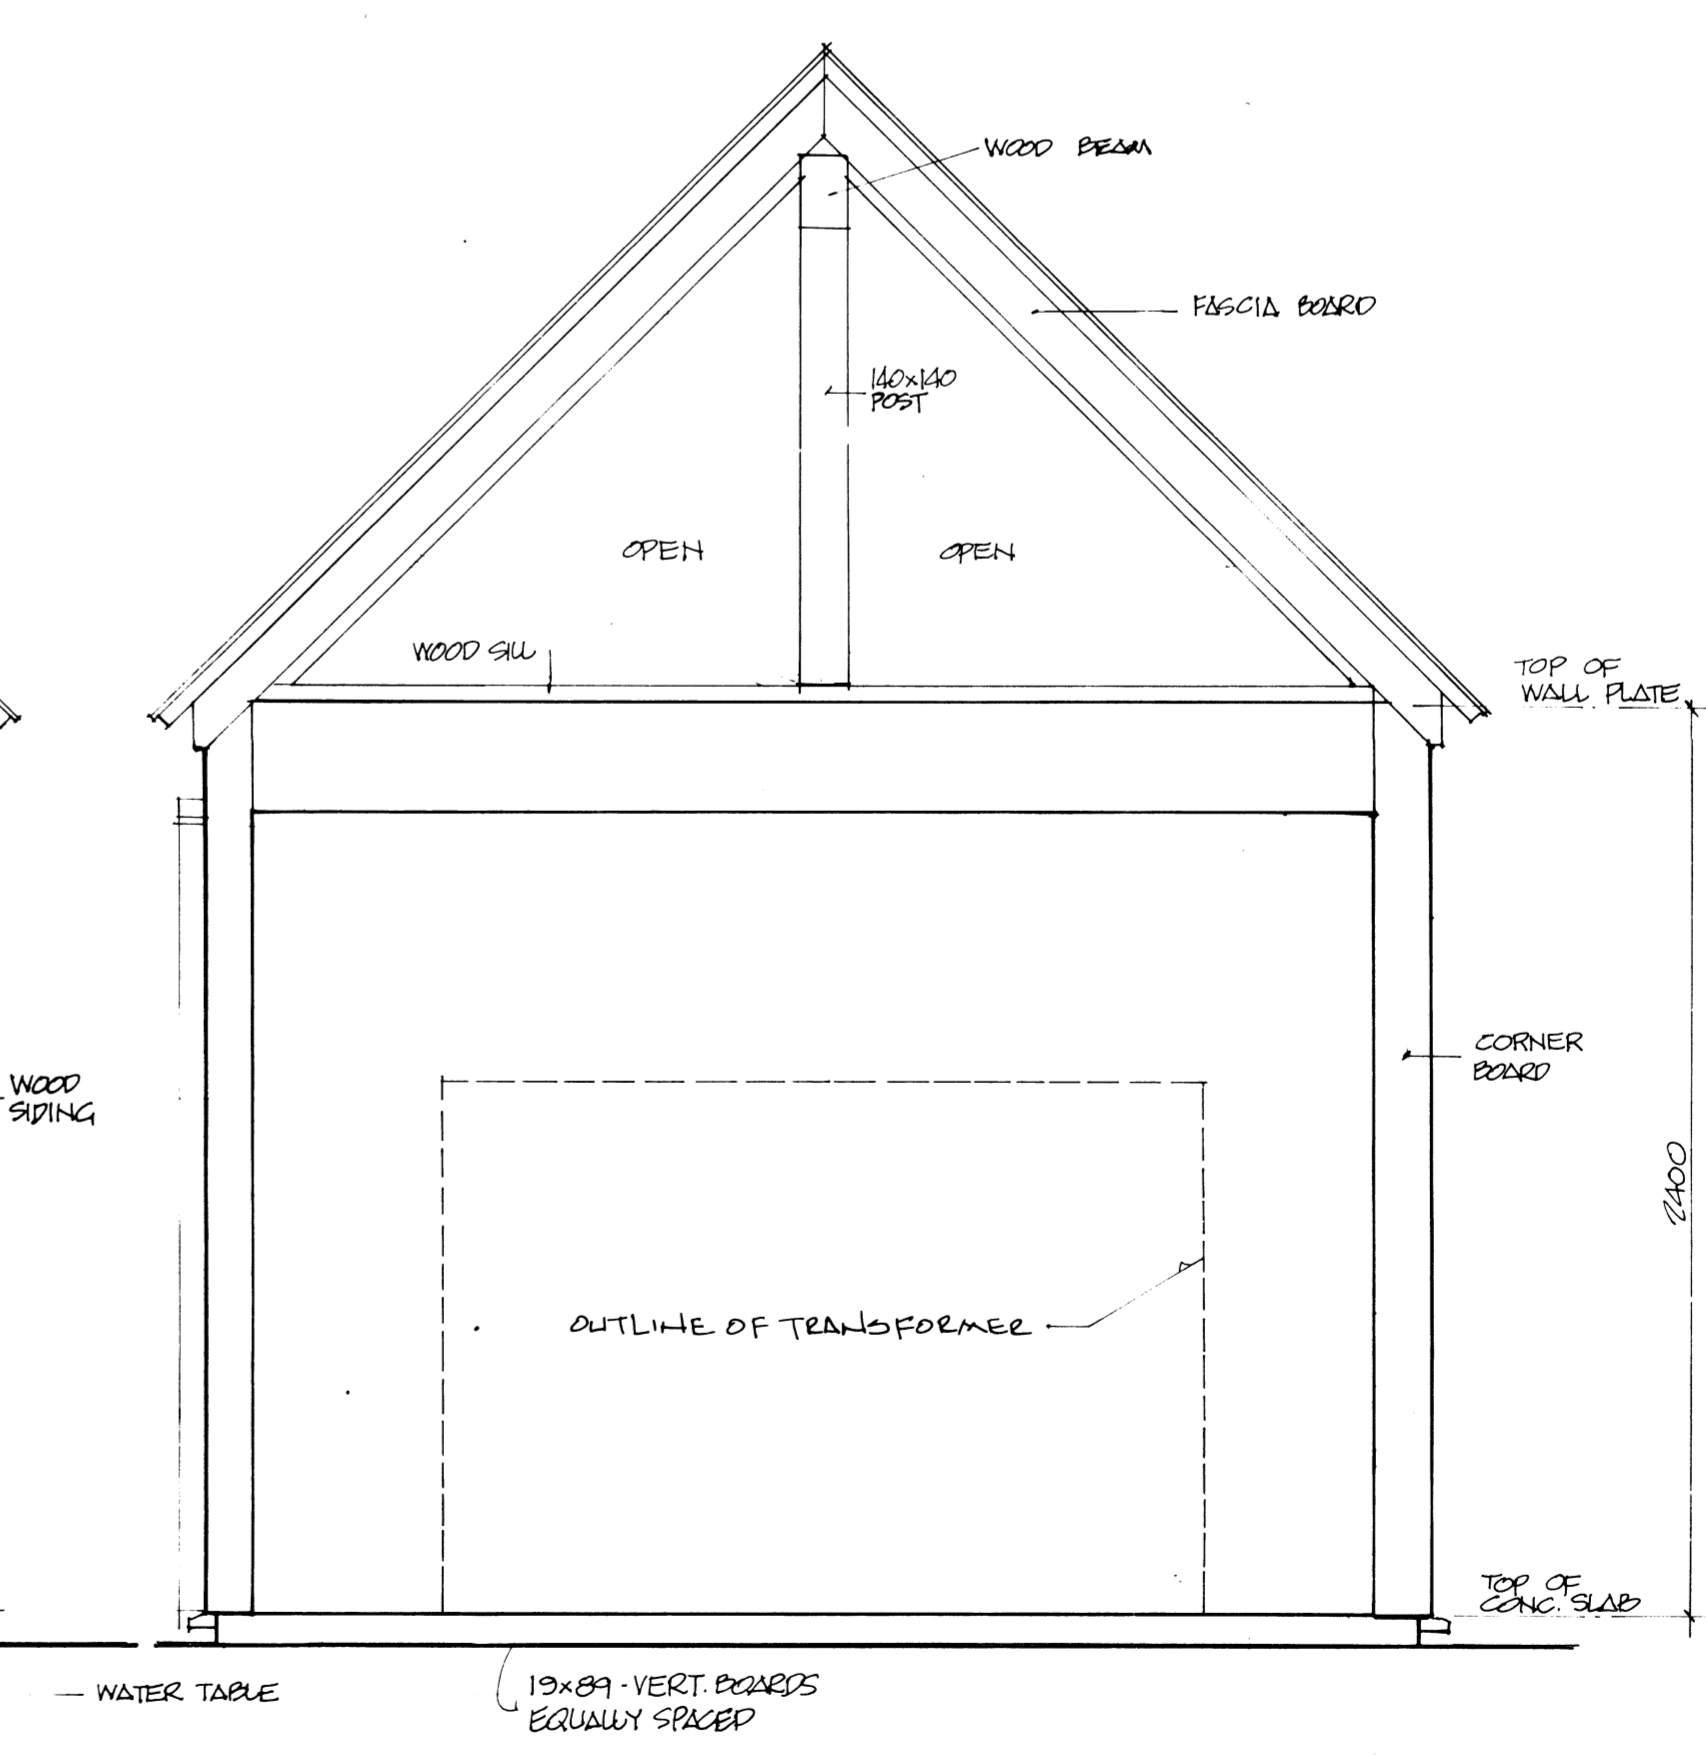 WOOD BEAM
FASCIA BOARD
140x140
POST
OPEN
OPEN
WOOD SILL
TOP OF
WALL PLATE
CORNER
BOARD
WOOD
SIDING
2400
OUTLINE OF TRANSFORMER
TOP OF
CONC. SLAB
WATER TABLE
19x89 - VERT. BOARDS
EQUALLY SPACED